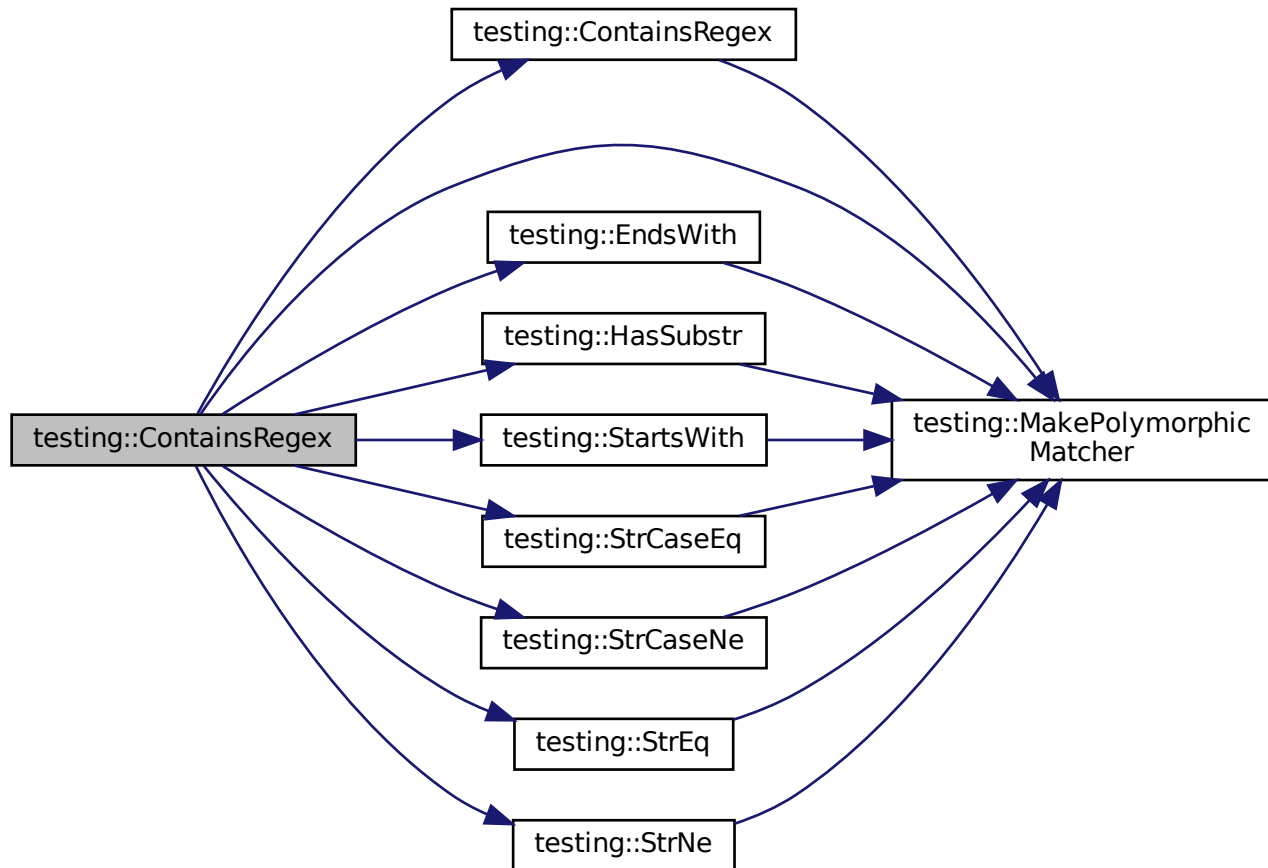 testing::ContainsRegex
testing::EndsWith
testing::HasSubstr
testing::ContainsRegex
testing::StartsWith
testing::MakePolymorphic
Matcher
testing::StrCaseEq
testing::StrCaseNe
testing::StrEq
testing::StrNe